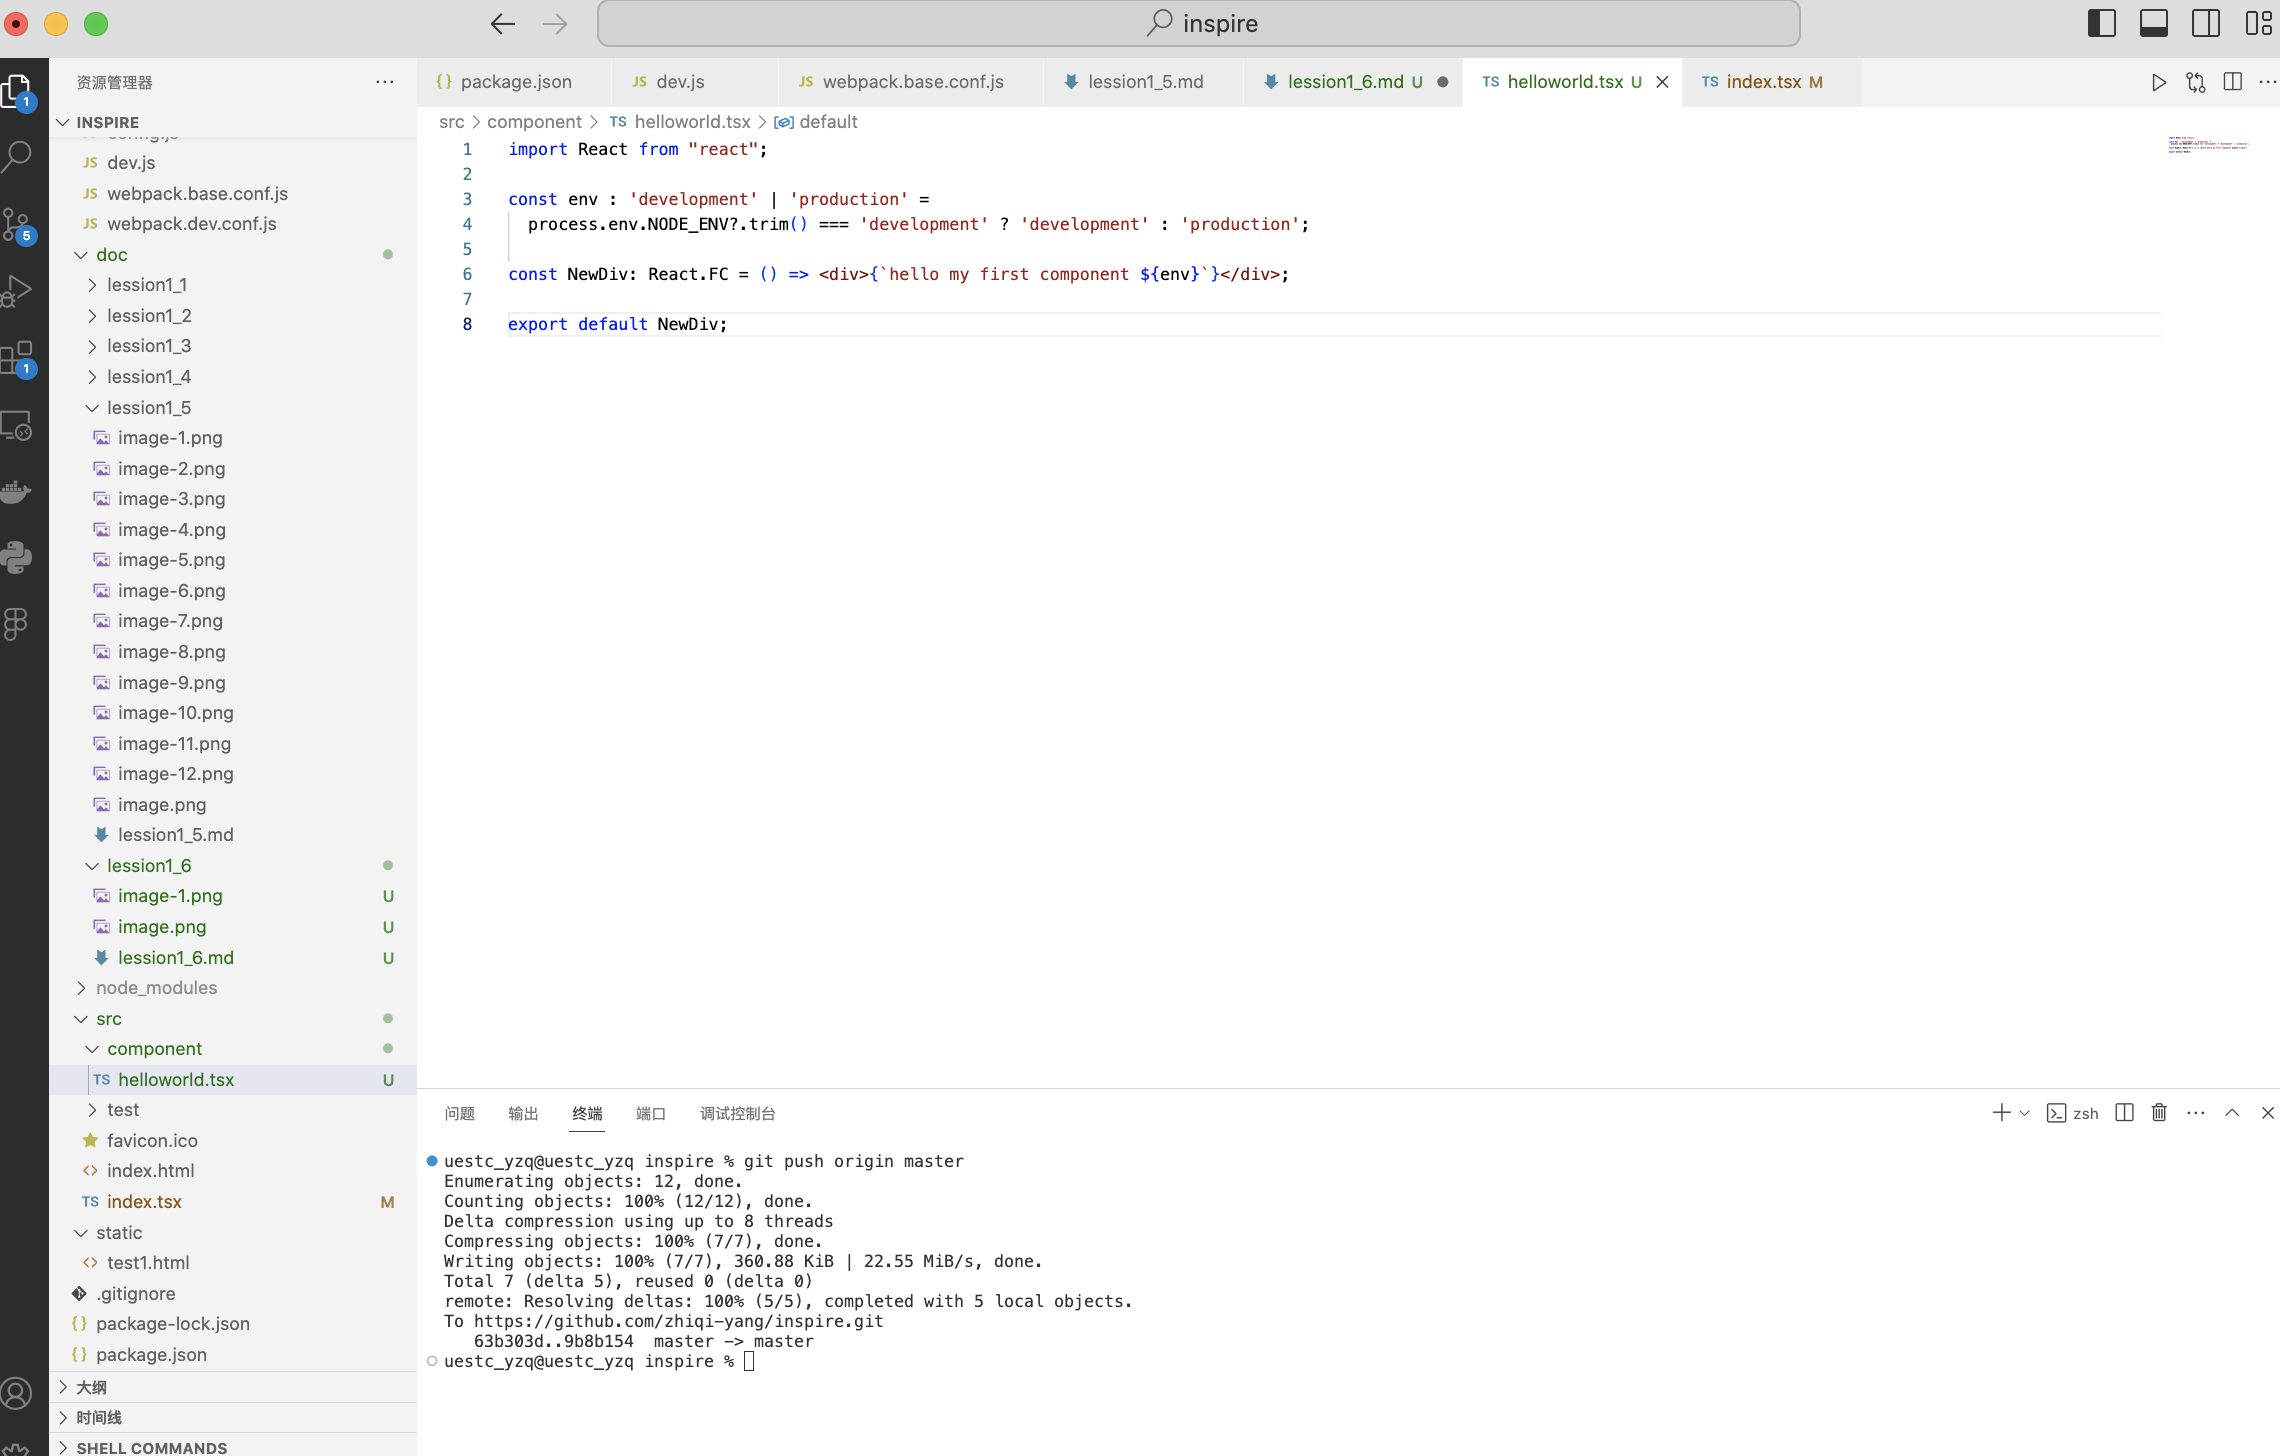 inspire
资源管理器
INSPIRE
config.js
dev.js
webpack.base.conf.js
webpack.dev.conf.js
doc
lession1_1
lession1_2
lession1_3
lession1_4
lession1_5
image-1.png
image-2.png
image-3.png
image-4.png
image-5.png
image-6.png
image-7.png
image-8.png
image-9.png
image-10.png
image-11.png
image-12.png
image.png
lession1_5.md
lession1_6
image-1.png U
image.png U
lession1_6.md U
node_modules
src
component
TS helloworld.tsx U
test
favicon.ico
index.html
TS index.tsx M
static
test1.html
.gitignore
package-lock.json
package.json
大纲
时间线
SHELL COMMANDS
1
5
1
{} package.json JS dev.js JS webpack.base.conf.js lession1_5.md lession1_6.md U TS helloworld.tsx U TS index.tsx M
src > component > TS helloworld.tsx > default
1 import React from "react";
2
3 const env : 'development' | 'production' =
4 process.env.NODE_ENV?.trim() === 'development' ? 'development' : 'production';
5
6 const NewDiv: React.FC = () => <div>{`hello my first component ${env}`}</div>;
7
8 export default NewDiv;
问题 输出 终端 端口 调试控制台 zsh
uestc_yzq@uestc_yzq inspire % git push origin master
Enumerating objects: 12, done.
Counting objects: 100% (12/12), done.
Delta compression using up to 8 threads
Compressing objects: 100% (7/7), done.
Writing objects: 100% (7/7), 360.88 KiB | 22.55 MiB/s, done.
Total 7 (delta 5), reused 0 (delta 0)
remote: Resolving deltas: 100% (5/5), completed with 5 local objects.
To https://github.com/zhiqi-yang/inspire.git
63b303d..9b8b154 master -> master
uestc_yzq@uestc_yzq inspire %